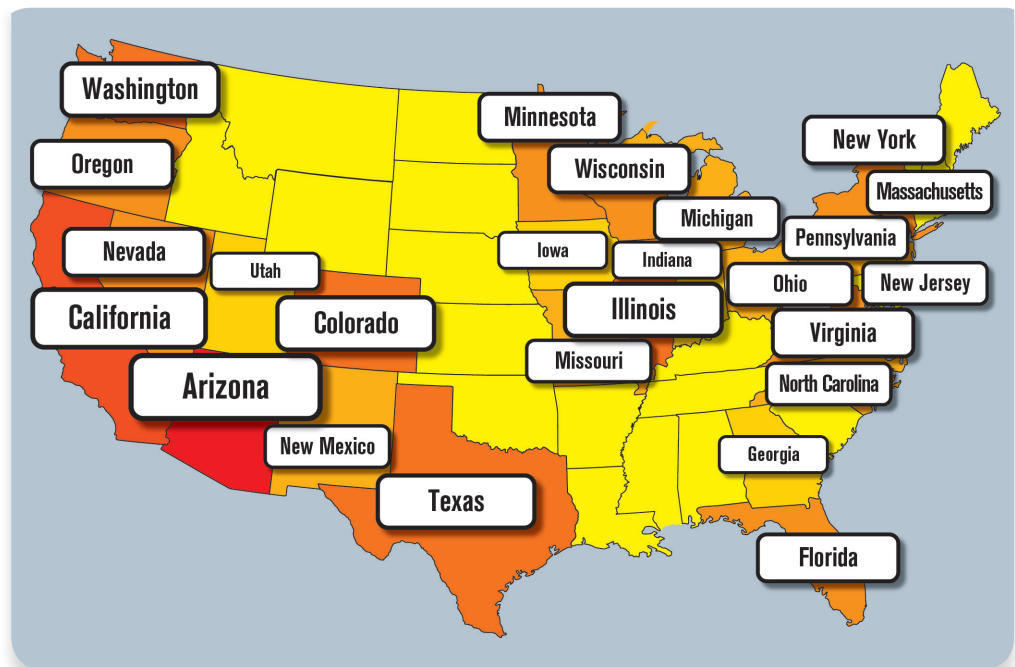 Washington
Minnesota
New York
Oregon
Wisconsin
Massachusetts
Michigan
Pennsylvania
Nevada
Iowa
Indiana
Utah
Ohio
New Jersey
California
Colorado
Illinois
Virginia
Missouri
Arizona
North Carolina
New Mexico
Georgia
Texas
Florida